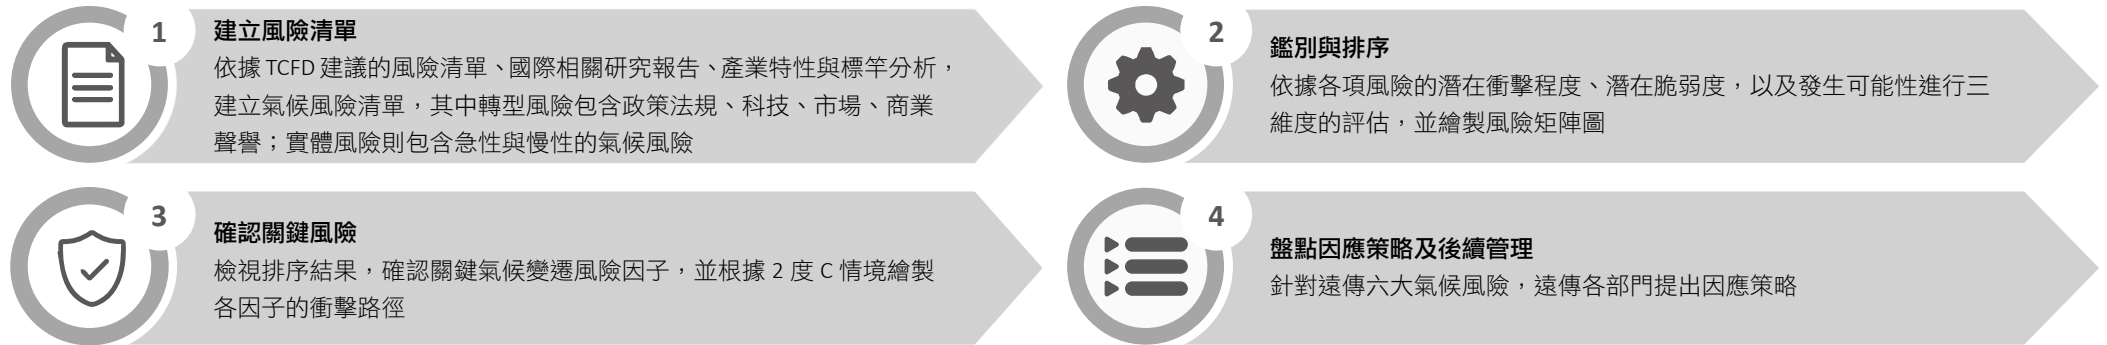 1
建立風險清單
依據 TCFD 建議的風險清單、國際相關研究報告、產業特性與標竿分析，
建立氣候風險清單，其中轉型風險包含政策法規、科技、市場、商業
聲譽；實體風險則包含急性與慢性的氣候風險
2
鑑別與排序
依據各項風險的潛在衝擊程度、潛在脆弱度，以及發生可能性進行三
維度的評估，並繪製風險矩陣圖
3
確認關鍵風險
檢視排序結果，確認關鍵氣候變遷風險因子，並根據 2 度 C 情境繪製
各因子的衝擊路徑
4
盤點因應策略及後續管理
針對遠傳六大氣候風險，遠傳各部門提出因應策略